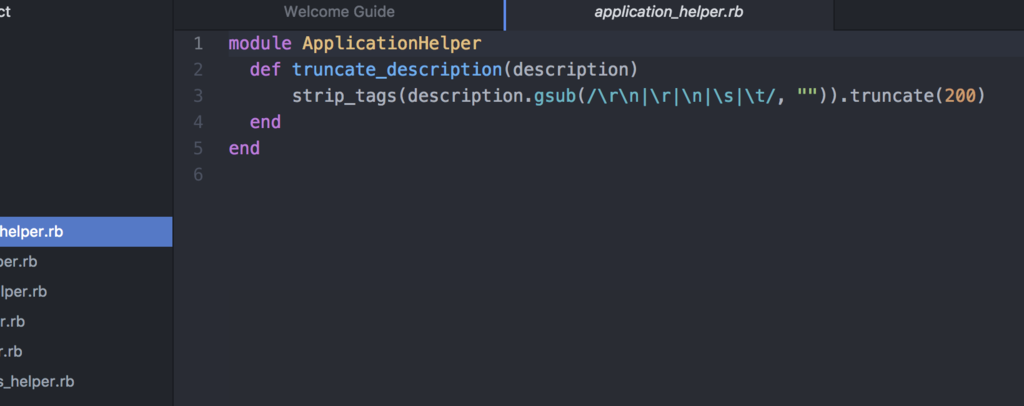 ct
Welcome Guide
application_helper.rb
1 module ApplicationHelper
2   def truncate_description(description)
3       strip_tags(description.gsub(/\r\n|\r|\n|\s|\t/, "")).truncate(200)
4   end
5 end
6
helper.rb
per.rb
lper.rb
r.rb
r.rb
s_helper.rb